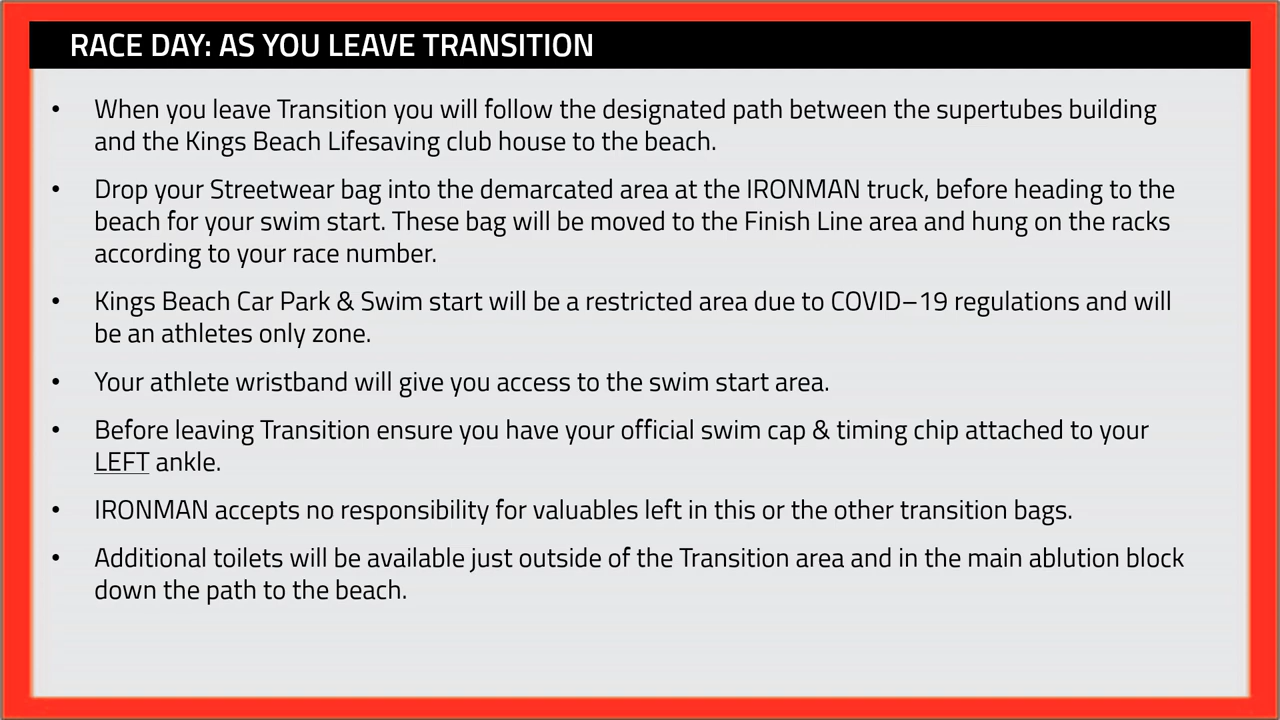 RACE DAY: AS YOU LEAVE TRANSITION
• When you leave Transition you will follow the designated path between the supertubes building
and the Kings Beach Lifesaving club house to the beach.
• Drop your Streetwear bag into the demarcated area at the IRONMAN truck, before heading to the
beach for your swim start. These bag will be moved to the Finish Line area and hung on the racks
according to your race number.
• Kings Beach Car Park & Swim start will be a restricted area due to COVID–19 regulations and will
be an athletes only zone.
• Your athlete wristband will give you access to the swim start area.
• Before leaving Transition ensure you have your official swim cap & timing chip attached to your
LEFT ankle.
• IRONMAN accepts no responsibility for valuables left in this or the other transition bags.
• Additional toilets will be available just outside of the Transition area and in the main ablution block
down the path to the beach.